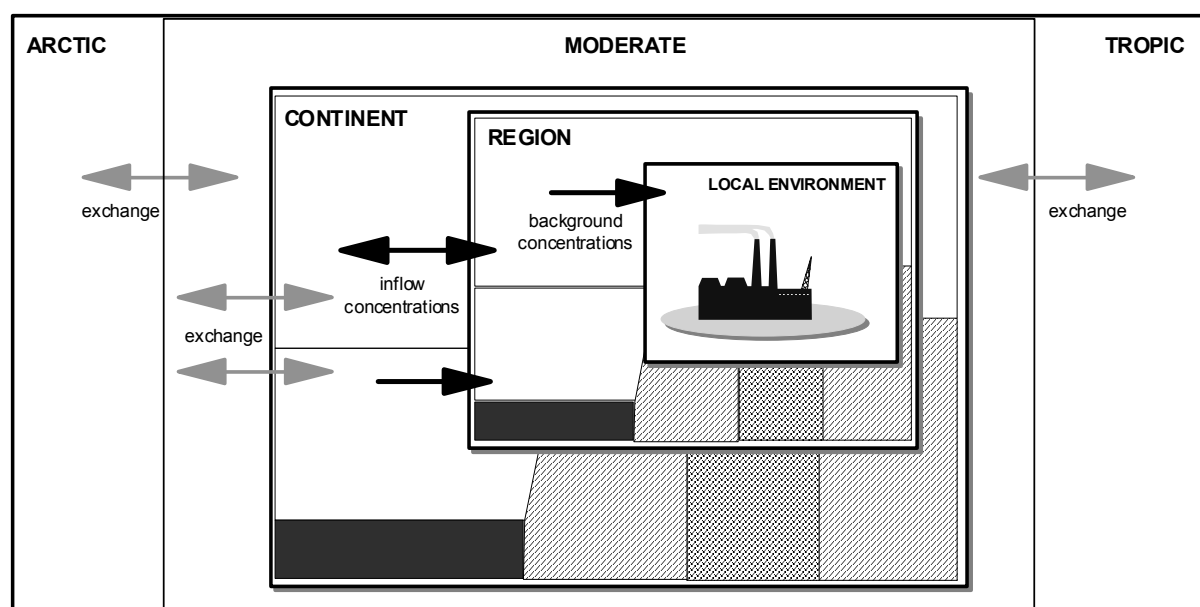 ARCTIC
MODERATE
TROPIC
CONTINENT
REGION
LOCAL ENVIRONMENT
exchange
background
concentrations
exchange
inflow
concentrations
exchange